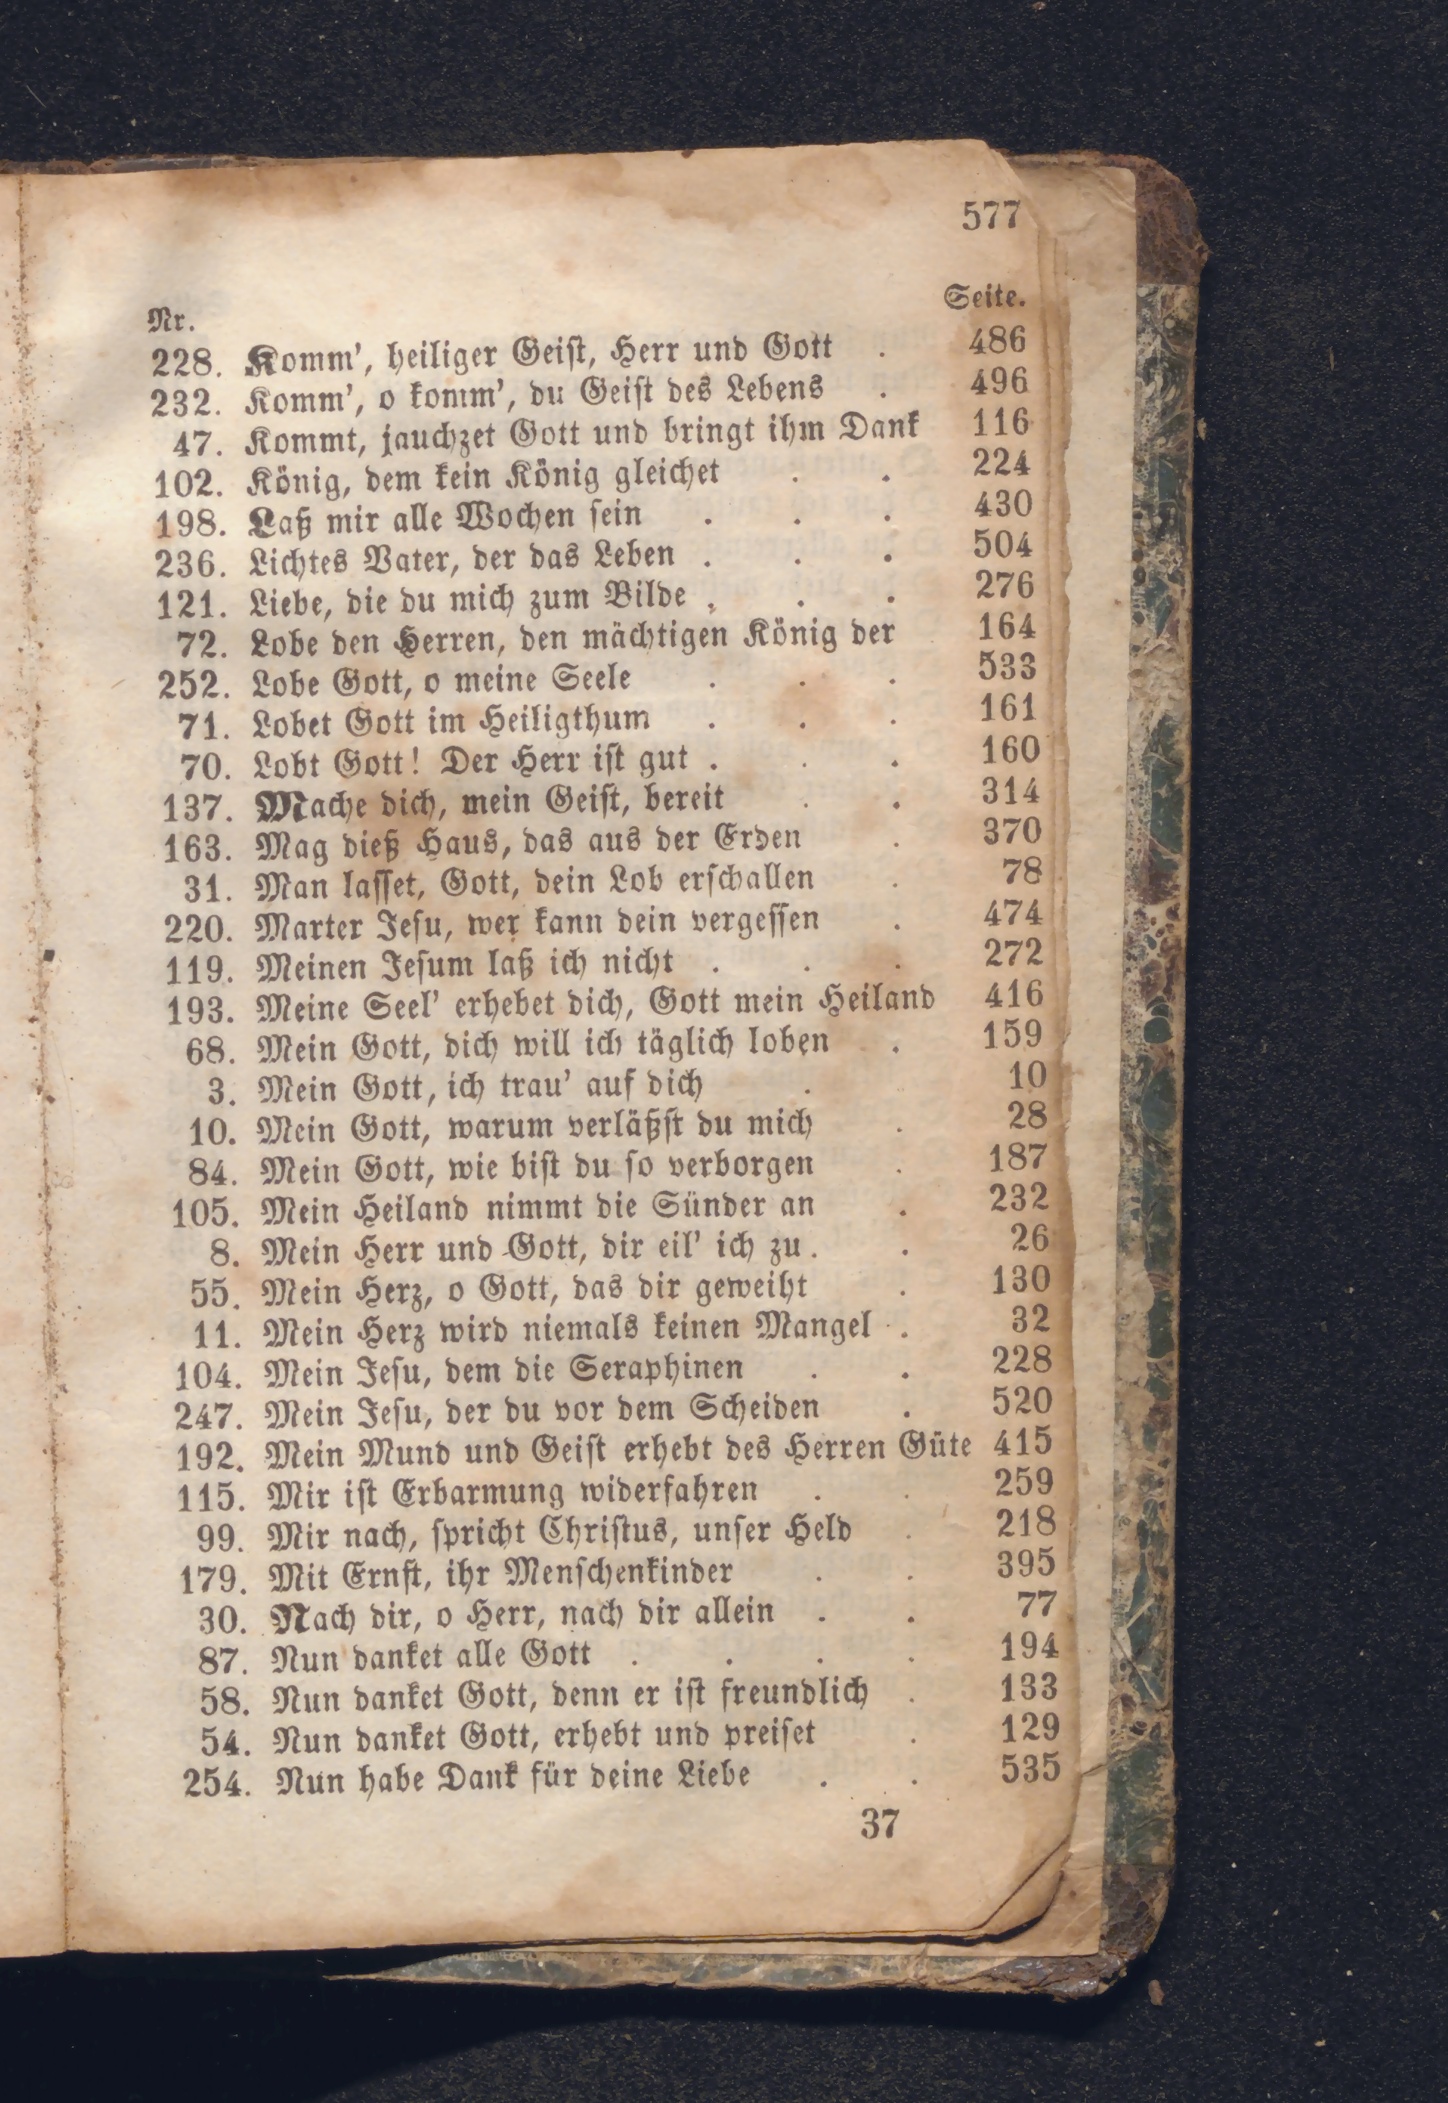 577
Nr. Seite.
228. Komm', heiliger Geist, Herr und Gott . 486
232. Komm', o komm', du Geist des Lebens . 496
47. Kommt, jauchzet Gott und bringt ihm Dank 116
102. König, dem kein König gleichet . . 224
198. Laß mir alle Wochen sein . . . 430
236. Lichtes Vater, der das Leben . . . 504
121. Liebe, die du mich zum Bilde . . . 276
72. Lobe den Herren, den mächtigen König der 164
252. Lobe Gott, o meine Seele . . . 533
71. Lobet Gott im Heiligthum . . . 161
70. Lobt Gott! Der Herr ist gut . . . 160
137. Mache dich, mein Geist, bereit . . 314
163. Mag dieß Haus, das aus der Erden . 370
31. Man lasset, Gott, dein Lob erschallen . 78
220. Marter Jesu, wer kann dein vergessen . 474
119. Meinen Jesum laß ich nicht . . . 272
193. Meine Seel' erhebet dich, Gott mein Heiland 416
68. Mein Gott, dich will ich täglich loben . 159
3. Mein Gott, ich trau' auf dich . 10
10. Mein Gott, warum verläßst du mich . 28
84. Mein Gott, wie bist du so verborgen . 187
105. Mein Heiland nimmt die Sünder an . 232
8. Mein Herr und Gott, dir eil' ich zu . . 26
55. Mein Herz, o Gott, das dir geweiht . 130
11. Mein Herz wird niemals keinen Mangel . 32
104. Mein Jesu, dem die Seraphinen . . 228
247. Mein Jesu, der du vor dem Scheiden . 520
192. Mein Mund und Geist erhebt des Herren Güte 415
115. Mir ist Erbarmung widerfahren . . 259
99. Mir nach, spricht Christus, unser Held . 218
179. Mit Ernst, ihr Menschenkinder . . 395
30. Nach dir, o Herr, nach dir allein . . 77
87. Nun danket alle Gott . . . . 194
58. Nun danket Gott, denn er ist freundlich . 133
54. Nun danket Gott, erhebt und preiset . 129
254. Nun habe Dank für deine Liebe . . 535
37